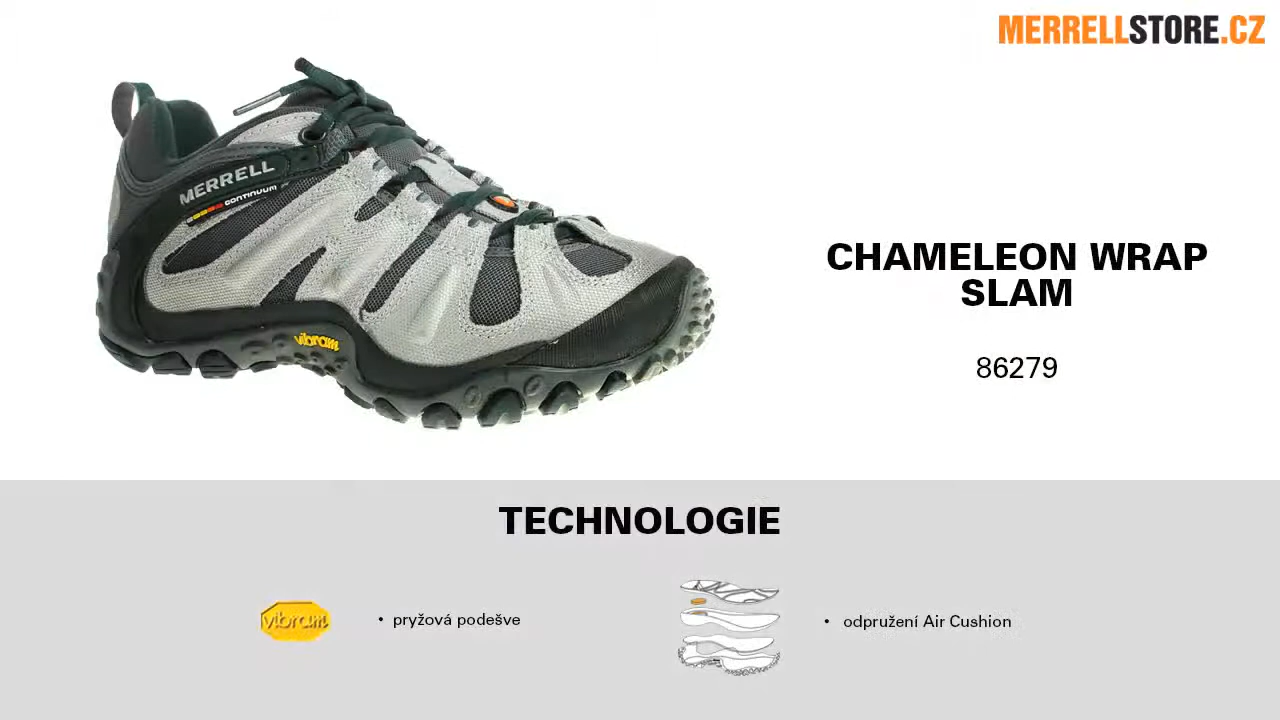 MERRELLSTORE.CZ
MERRELL
CONTINUUM
vibram
CHAMELEON WRAP
SLAM
86279
TECHNOLOGIE
vibram
• pryžová podešve
• odpružení Air Cushion